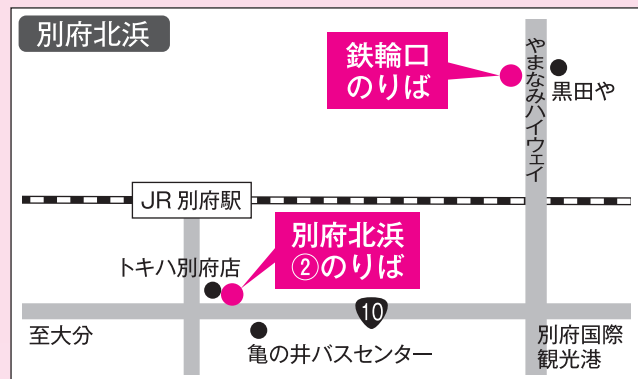 別府北浜
鉄輪口
のりば
やまなみハイウェイ
黒田や
JR 別府駅
別府北浜
②のりば
トキハ別府店
10
至大分
亀の井バスセンター
別府国際
観光港